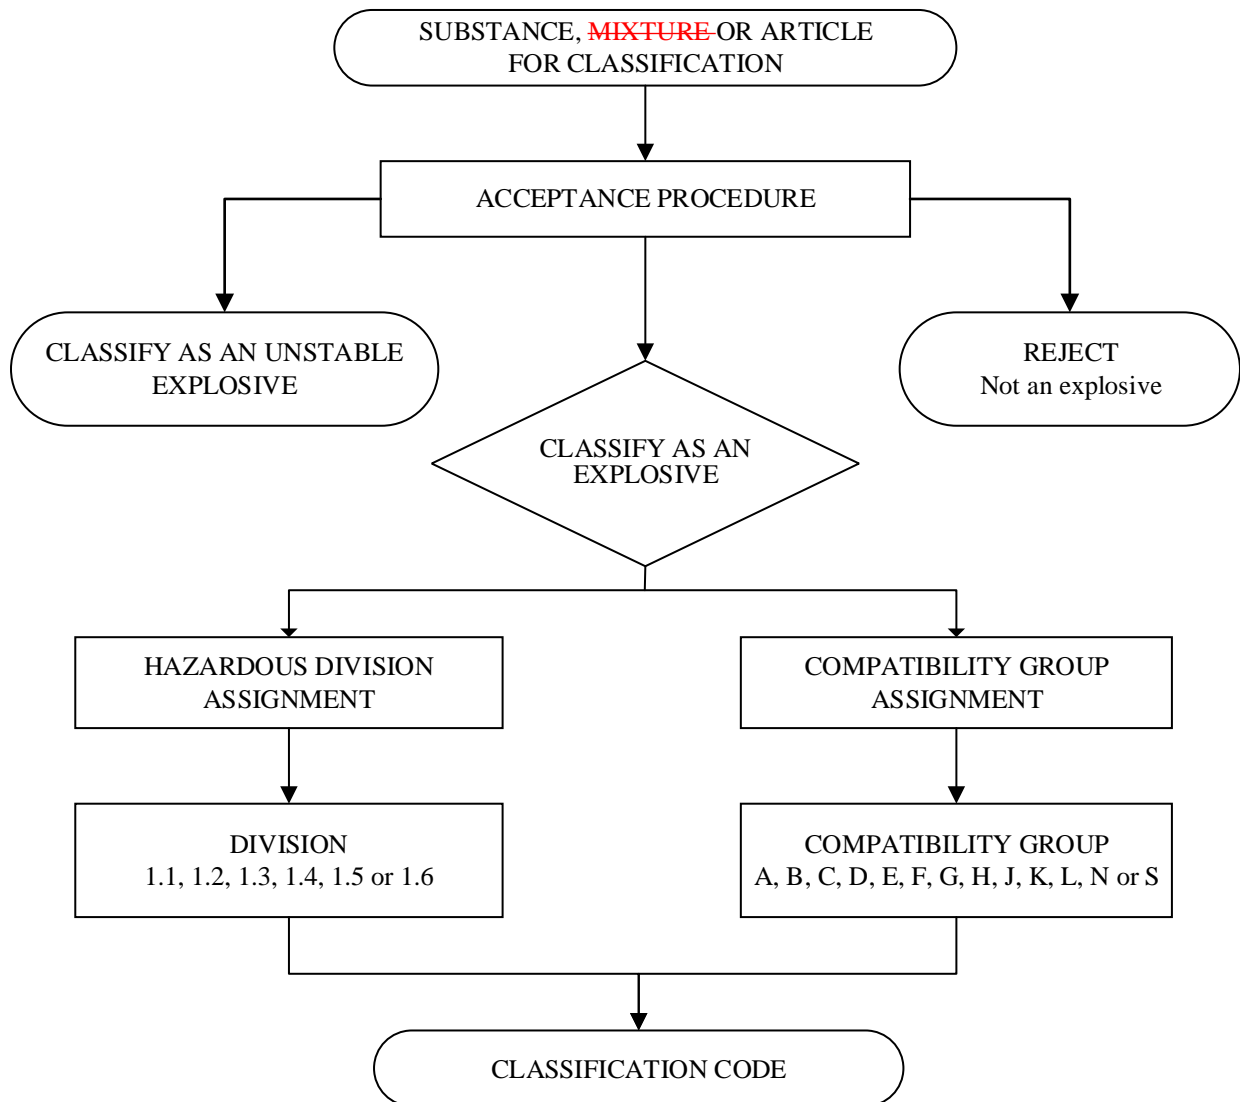 SUBSTANCE, MIXTURE OR ARTICLE
FOR CLASSIFICATION
ACCEPTANCE PROCEDURE
CLASSIFY AS AN UNSTABLE
EXPLOSIVE
REJECT
Not an explosive
CLASSIFY AS AN
EXPLOSIVE
HAZARDOUS DIVISION
ASSIGNMENT
COMPATIBILITY GROUP
ASSIGNMENT
DIVISION
1.1, 1.2, 1.3, 1.4, 1.5 or 1.6
COMPATIBILITY GROUP
A, B, C, D, E, F, G, H, J, K, L, N or S
CLASSIFICATION CODE